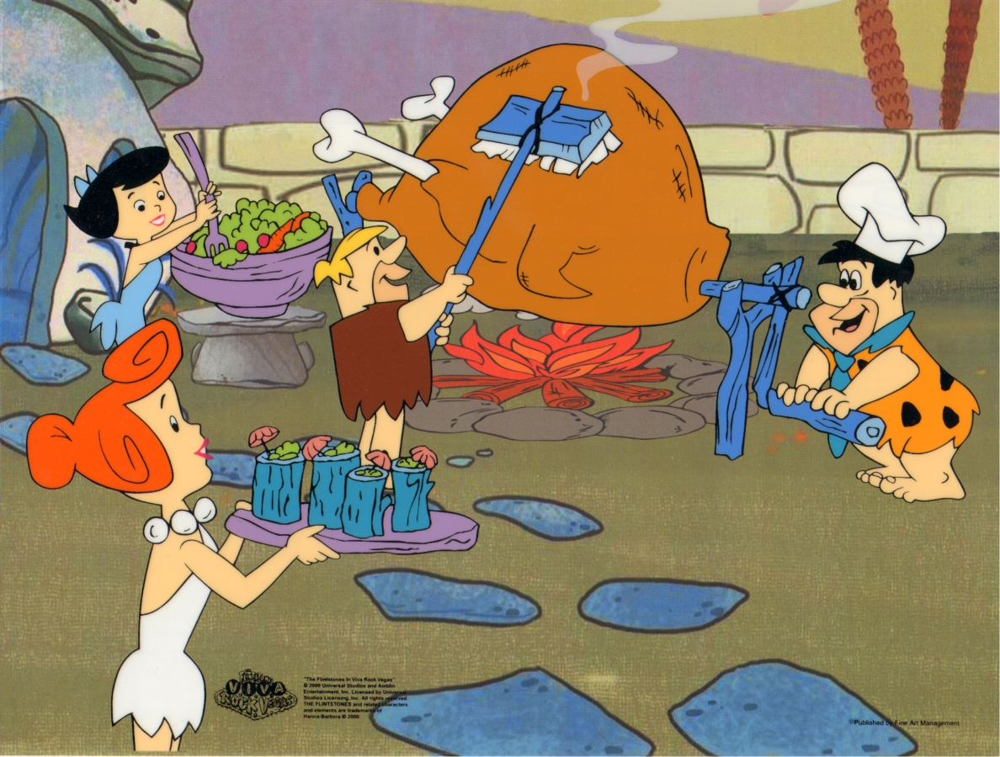 VIVA
ROCK VEGAS
"The Flintstones In Viva Rock Vegas"
© 2000 Universal Studios and Amblin
Entertainment, Inc. Licensed by Universal
Studios Licensing, Inc. All rights reserved
THE FLINTSTONES and related characters
and elements are trademarks of
Hanna-Barbera © 2000.
©Published by Fine Art Management